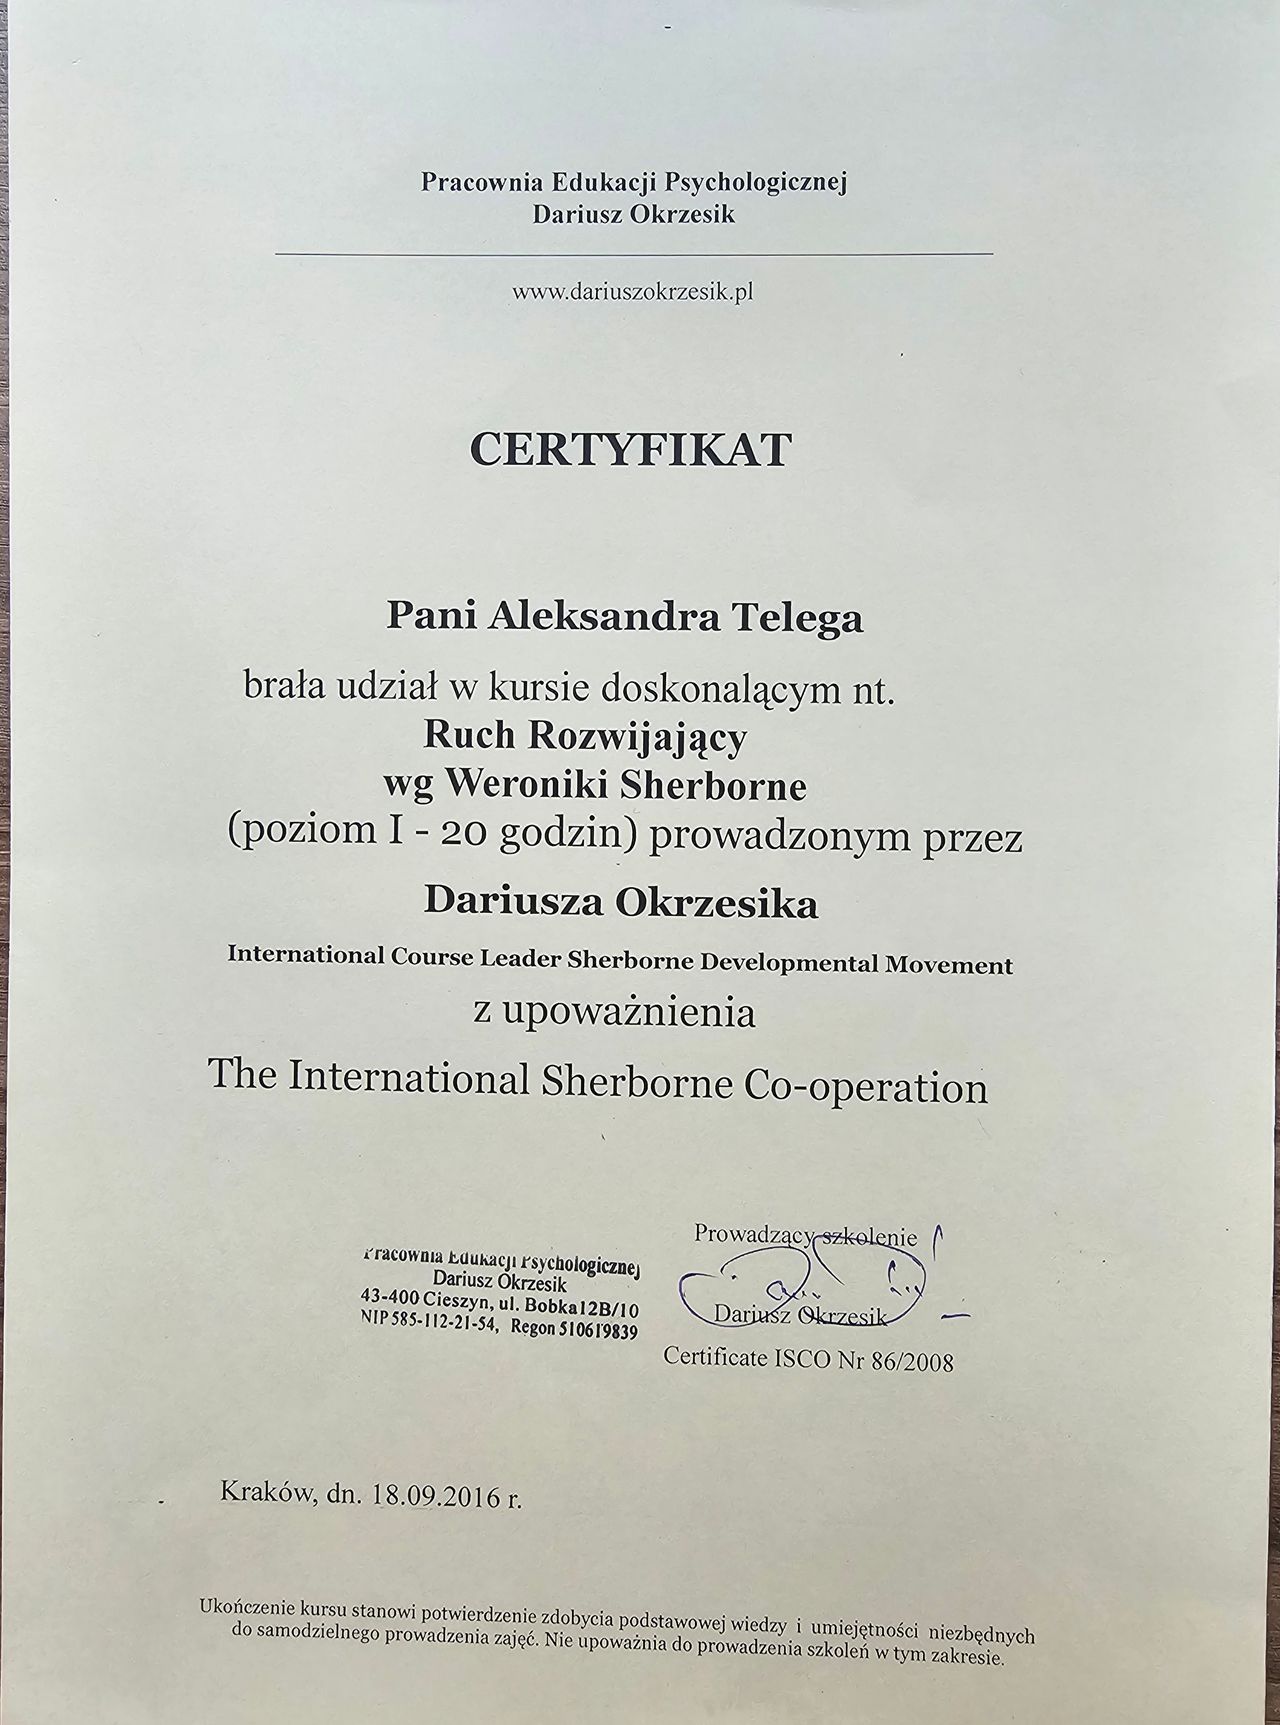 Pracownia Edukacji Psychologicznej
Dariusz Okrzesik
www.dariuszokrzesik.pl
CERTYFIKAT
Pani Aleksandra Telega
brała udział w kursie doskonalącym nt.
Ruch Rozwijający
wg Weroniki Sherborne
(poziom I - 20 godzin) prowadzonym przez
Dariusza Okrzesika
International Course Leader Sherborne Developmental Movement
z upoważnienia
The International Sherborne Co-operation
Pracownia Edukacji Psychologicznej
Dariusz Okrzesik
43-400 Cieszyn, ul. Bobka 12B/10
NIP 585-112-21-54, Regon 510619839
Prowadzący szkolenie
Dariusz Okrzesik
Certificate ISCO Nr 86/2008
Kraków, dn. 18.09.2016 r.
Ukończenie kursu stanowi potwierdzenie zdobycia podstawowej wiedzy i umiejętności niezbędnych
do samodzielnego prowadzenia zajęć. Nie upoważnia do prowadzenia szkoleń w tym zakresie.